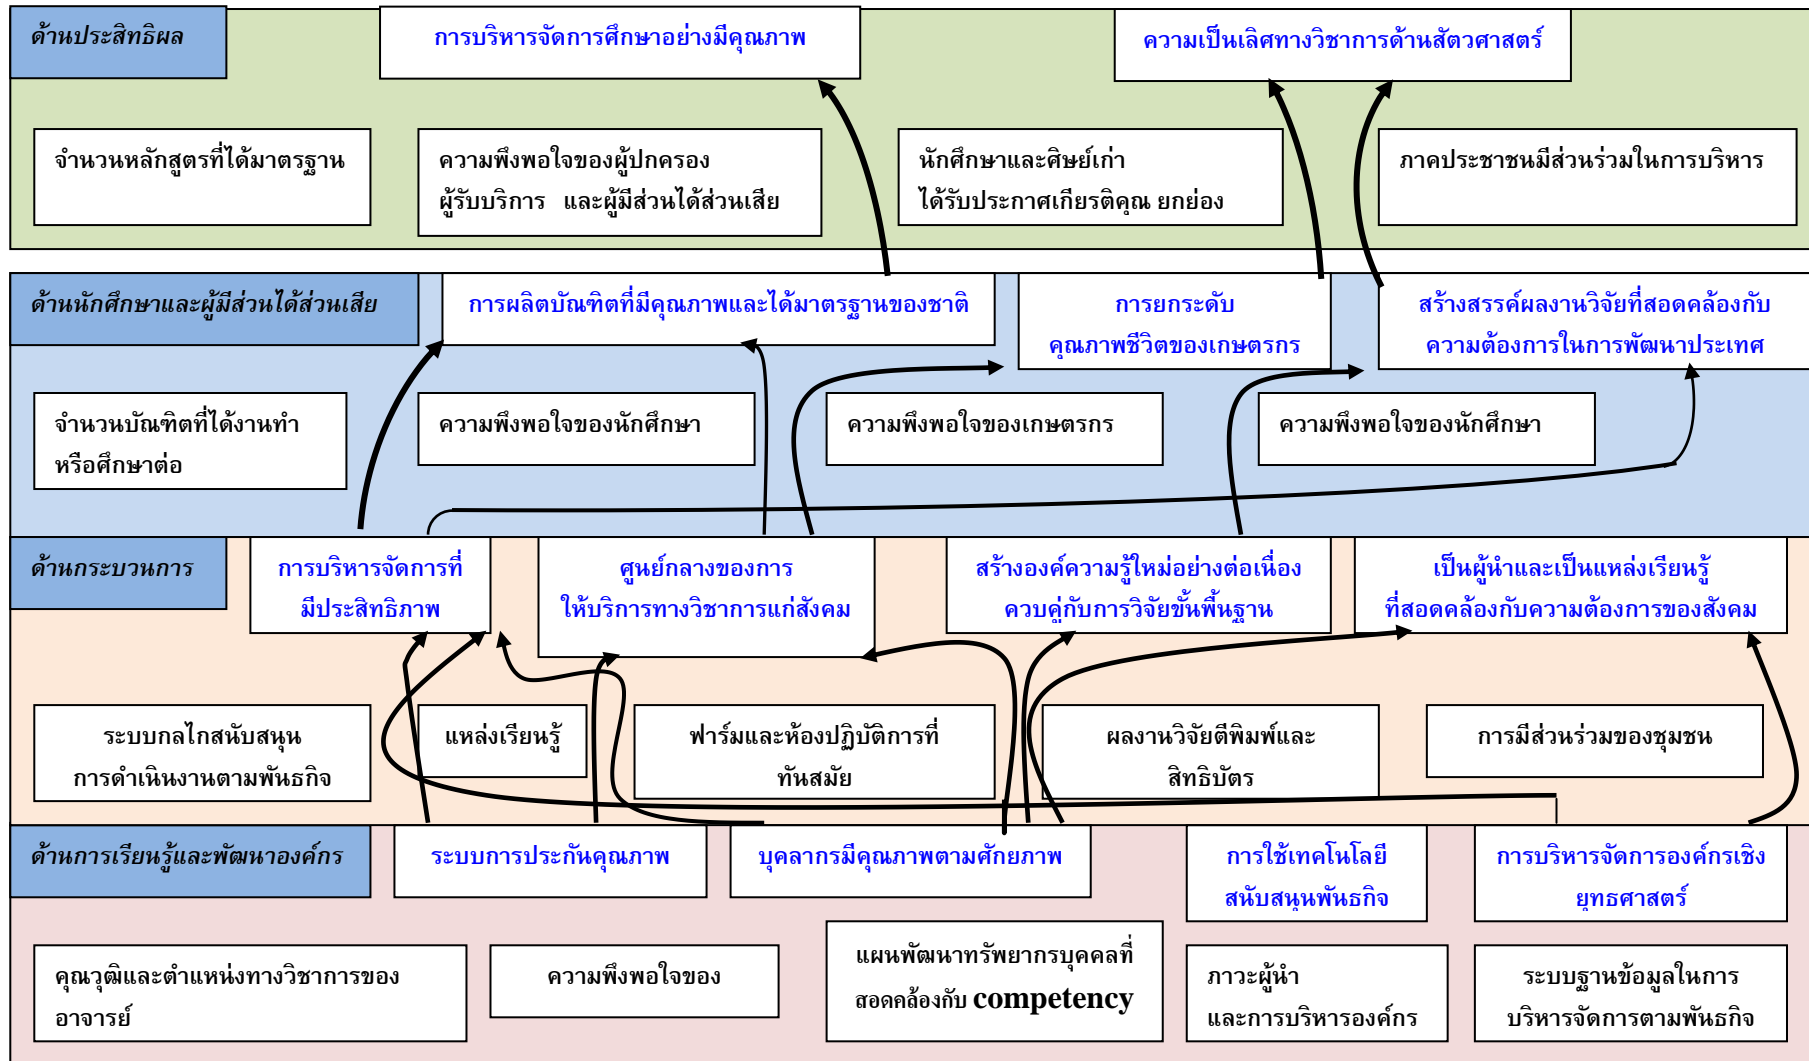 ด้านประสิทธิผล
การบริหารจัดการศึกษาอย่างมีคุณภาพ
ความเป็นเลิศทางวิชาการด้านสัตวศาสตร์
จำนวนหลักสูตรที่ได้มาตรฐาน
ความพึงพอใจของผู้ปกครอง
ผู้รับบริการ และผู้มีส่วนได้ส่วนเสีย
นักศึกษาและศิษย์เก่า
ได้รับประกาศเกียรติคุณ ยกย่อง
ภาคประชาชนมีส่วนร่วมในการบริหาร
ด้านนักศึกษาและผู้มีส่วนได้ส่วนเสีย
การผลิตบัณฑิตที่มีคุณภาพและได้มาตรฐานของชาติ
การยกระดับ
คุณภาพชีวิตของเกษตรกร
สร้างสรรค์ผลงานวิจัยที่สอดคล้องกับ
ความต้องการในการพัฒนาประเทศ
จำนวนบัณฑิตที่ได้งานทำ
หรือศึกษาต่อ
ความพึงพอใจของนักศึกษา
ความพึงพอใจของเกษตรกร
ความพึงพอใจของนักศึกษา
ด้านกระบวนการ
การบริหารจัดการที่
มีประสิทธิภาพ
ศูนย์กลางของการ
ให้บริการทางวิชาการแก่สังคม
สร้างองค์ความรู้ใหม่อย่างต่อเนื่อง
ควบคู่กับการวิจัยขั้นพื้นฐาน
เป็นผู้นำและเป็นแหล่งเรียนรู้
ที่สอดคล้องกับความต้องการของสังคม
ระบบกลไกสนับสนุน
การดำเนินงานตามพันธกิจ
แหล่งเรียนรู้
ฟาร์มและห้องปฏิบัติการที่
ทันสมัย
ผลงานวิจัยตีพิมพ์และ
สิทธิบัตร
การมีส่วนร่วมของชุมชน
ด้านการเรียนรู้และพัฒนาองค์กร
ระบบการประกันคุณภาพ
บุคลากรมีคุณภาพตามศักยภาพ
การใช้เทคโนโลยี
สนับสนุนพันธกิจ
การบริหารจัดการองค์กรเชิง
ยุทธศาสตร์
คุณวุฒิและตำแหน่งทางวิชาการของ
อาจารย์
ความพึงพอใจของ
แผนพัฒนาทรัพยากรบุคคลที่
สอดคล้องกับ competency
ภาวะผู้นำ
และการบริหารองค์กร
ระบบฐานข้อมูลในการ
บริหารจัดการตามพันธกิจ